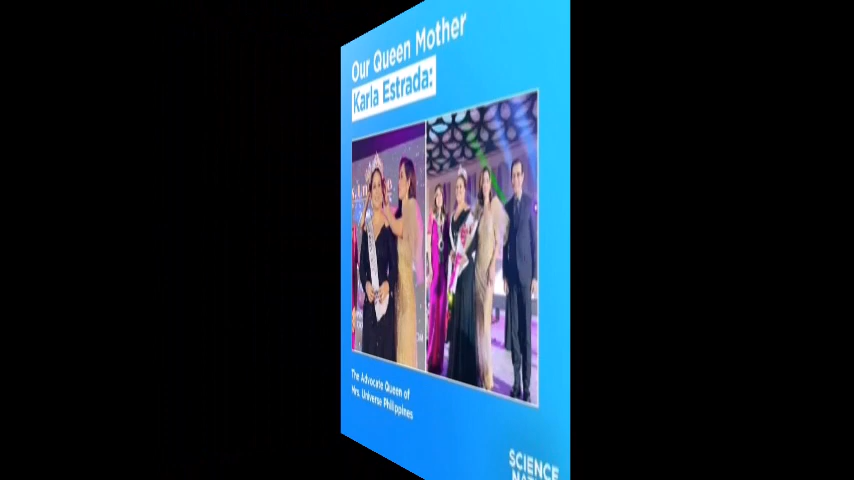 Our Queen Mother
Karla Estrada:
The Advocate Queen of
Mrs. Universe Philippines
SCIENCE